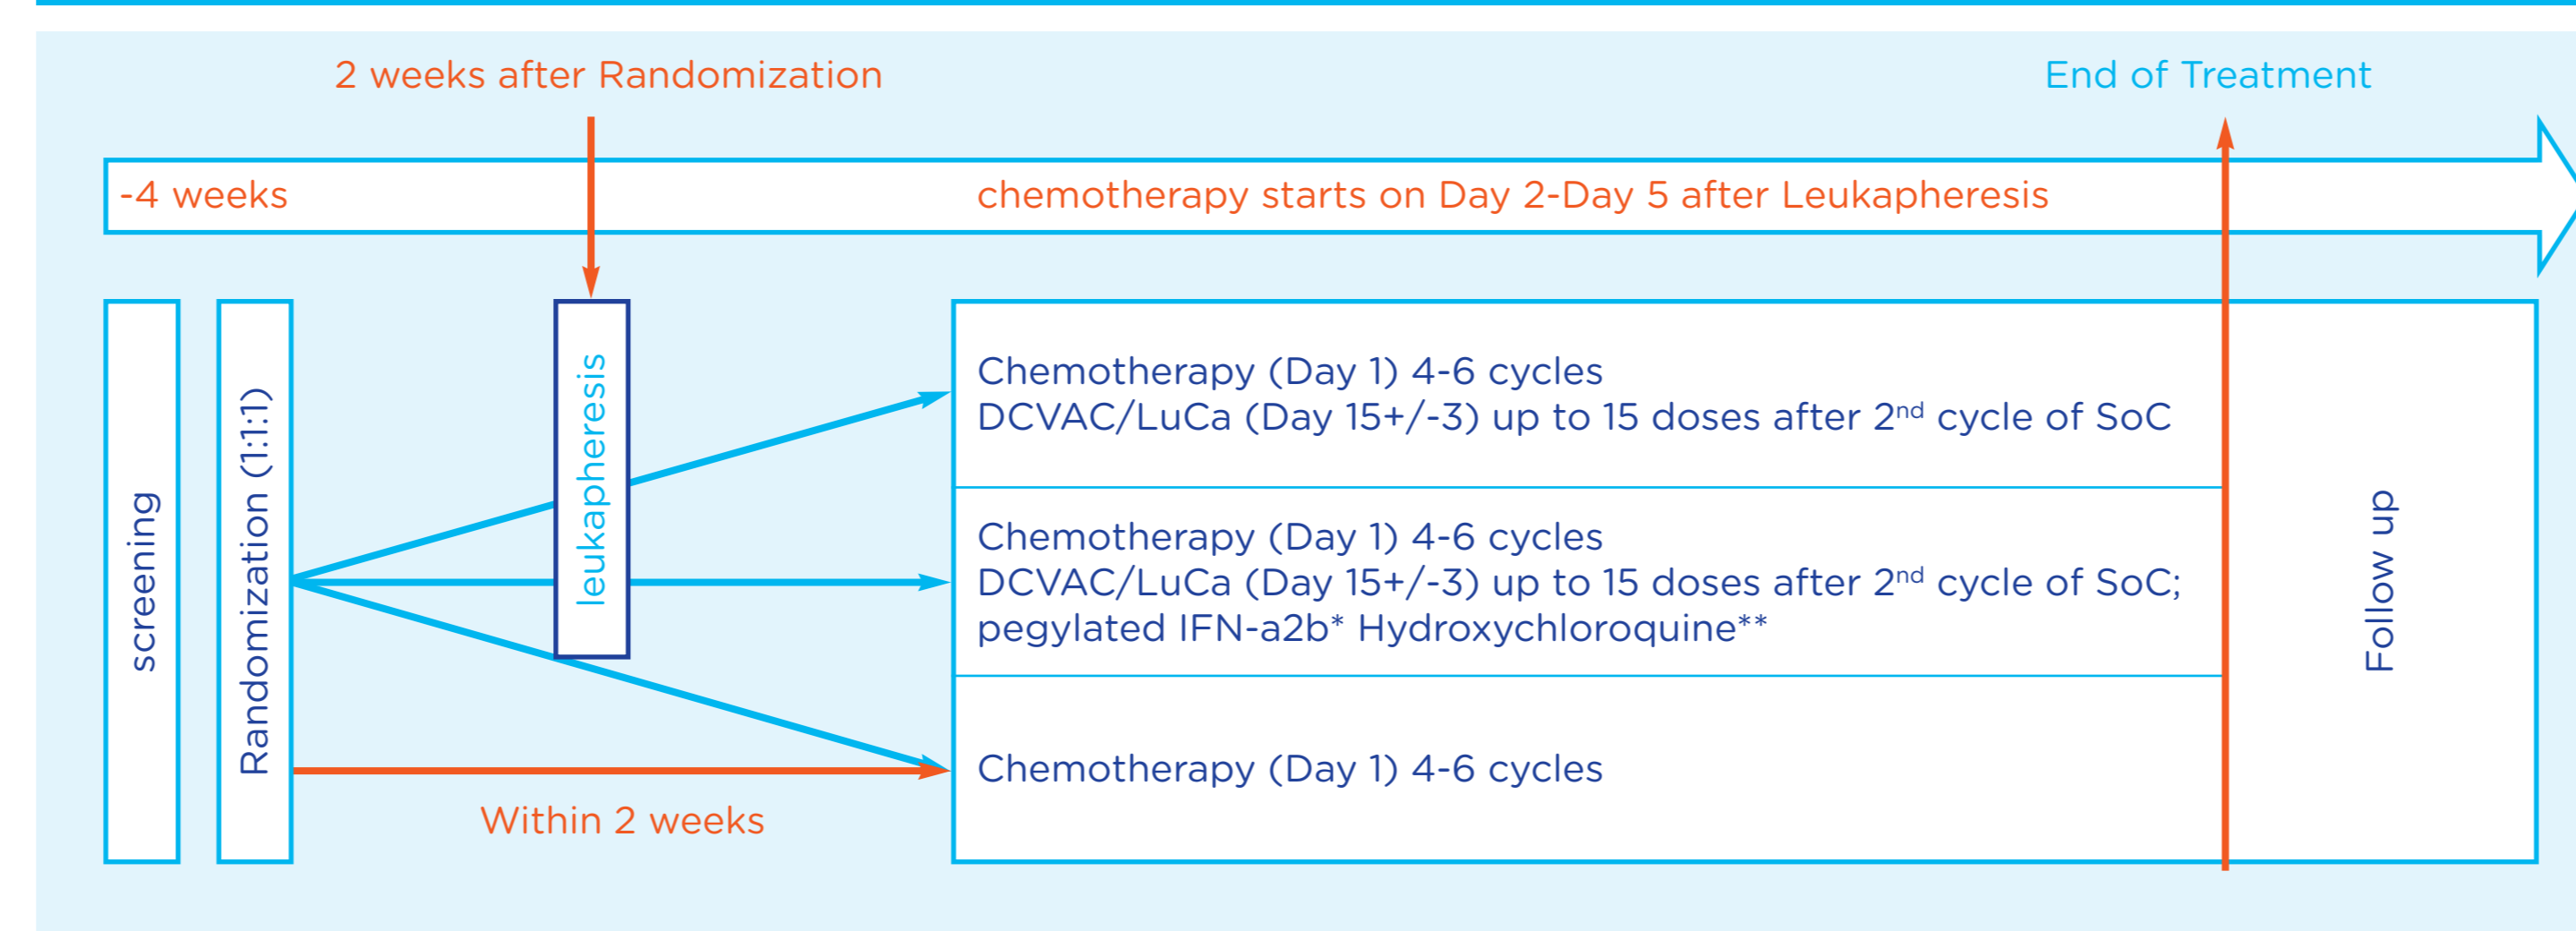 2 weeks after Randomization
End of Treatment
-4 weeks
chemotherapy starts on Day 2-Day 5 after Leukapheresis
screening
Randomization (1:1:1)
leukapheresis
Chemotherapy (Day 1) 4-6 cycles
DCVAC/LuCa (Day 15+/-3) up to 15 doses after 2nd cycle of SoC
Chemotherapy (Day 1) 4-6 cycles
DCVAC/LuCa (Day 15+/-3) up to 15 doses after 2nd cycle of SoC;
pegylated IFN-a2b* Hydroxychloroquine**
Chemotherapy (Day 1) 4-6 cycles
Within 2 weeks
Follow up